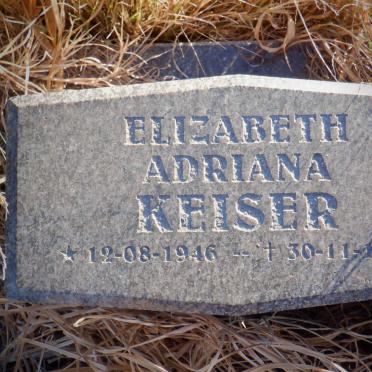 ELIZABETH
ADRIANA
KEISER
★ 12-08-1946 -- † 30-11-